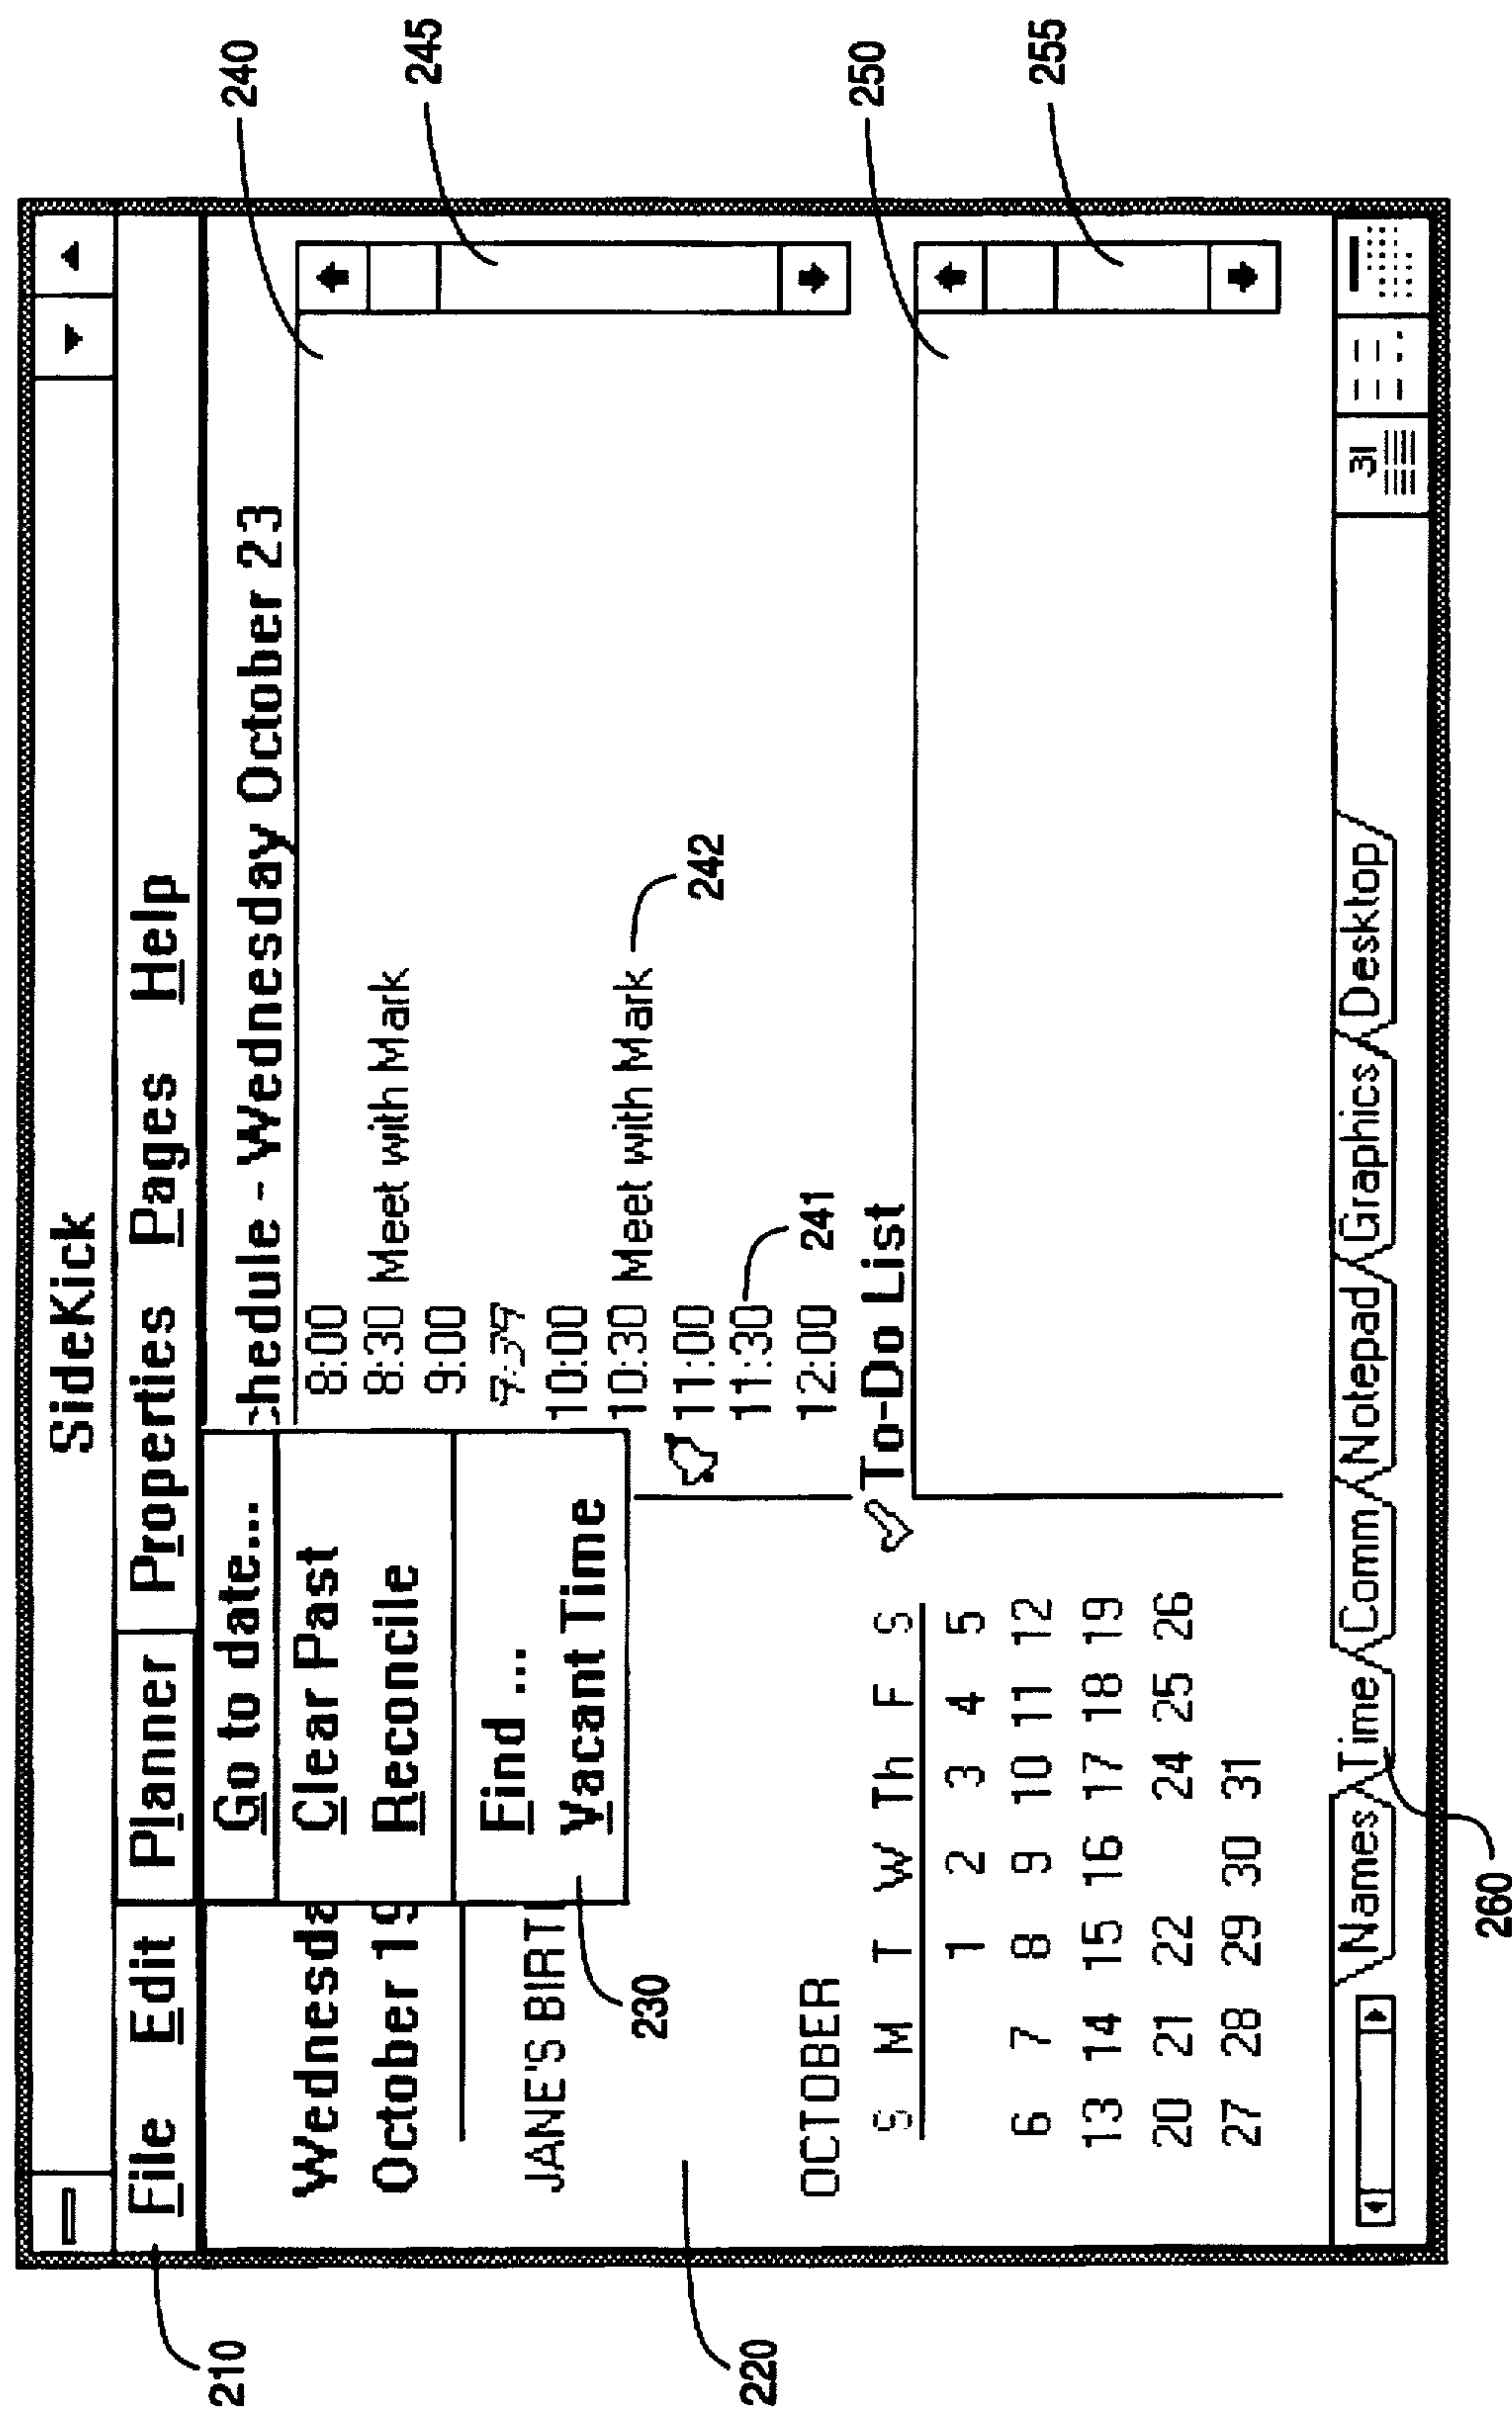 SideKick
File Edit Planner Properties Pages Help
Go to date...
Clear Past
Reconcile
Find ...
Vacant Time
Wednesda
October 19
JANE'S BIRT
chedule - Wednesday October 23
8:00
8:30 Meet with Mark
9:00
10:00
10:30 Meet with Mark
11:00
11:30
12:00
To-Do List
OCTOBER
S M T W Th F S
1 2 3 4 5
6 7 8 9 10 11 12
13 14 15 16 17 18 19
20 21 22 24 25 26
27 28 29 30 31
Names Time Comm Notepad Graphics Desktop
31
210
220
230
240
241
242
245
250
255
260